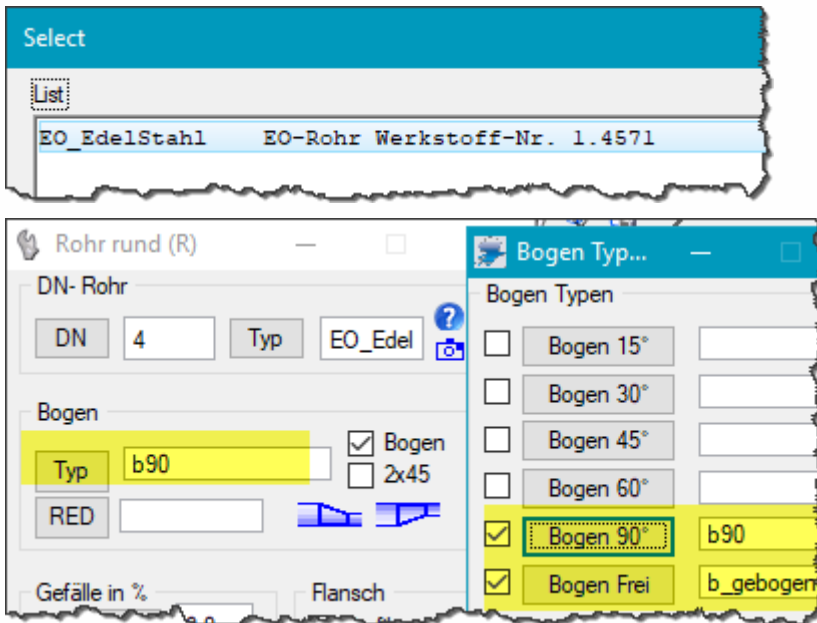 Select
List
EO_EdelStahl EO-Rohr Werkstoff-Nr. 1.4571
Rohr rund (R)
DN- Rohr
DN 4 Typ EO_Edel
Bogen
Typ b90 Bogen
2x45
RED
Gefälle in % Flansch
Bogen Typ...
Bogen Typen
Bogen 15°
Bogen 30°
Bogen 45°
Bogen 60°
Bogen 90° b90
Bogen Frei b_gebogen